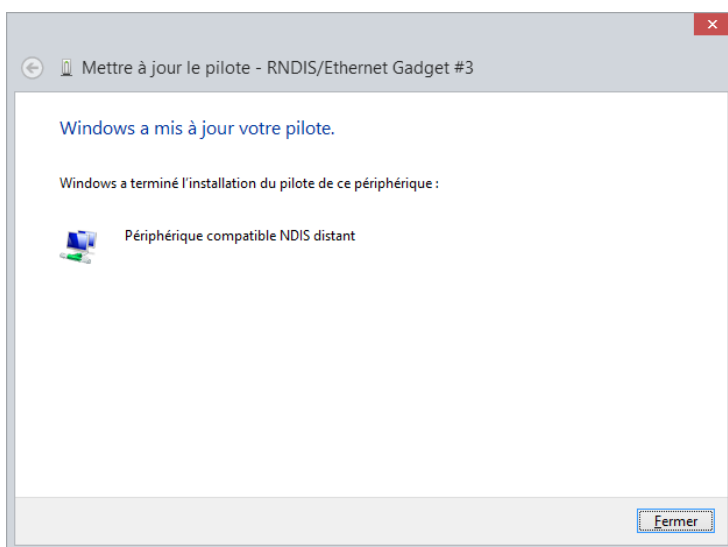 Mettre à jour le pilote - RNDIS/Ethernet Gadget #3
Windows a mis à jour votre pilote.
Windows a terminé l'installation du pilote de ce périphérique :
Périphérique compatible NDIS distant
Fermer